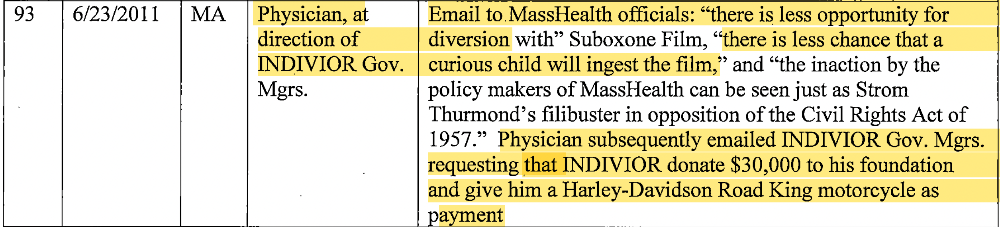 93
6/23/2011
MA
Physician, at
direction of
INDIVIOR Gov.
Mgrs.
Email to MassHealth officials: “there is less opportunity for
diversion with” Suboxone Film, “there is less chance that a
curious child will ingest the film,” and “the inaction by the
policy makers of MassHealth can be seen just as Strom
Thurmond’s filibuster in opposition of the Civil Rights Act of
1957.” Physician subsequently emailed INDIVIOR Gov. Mgrs.
requesting that INDIVIOR donate $30,000 to his foundation
and give him a Harley-Davidson Road King motorcycle as
payment